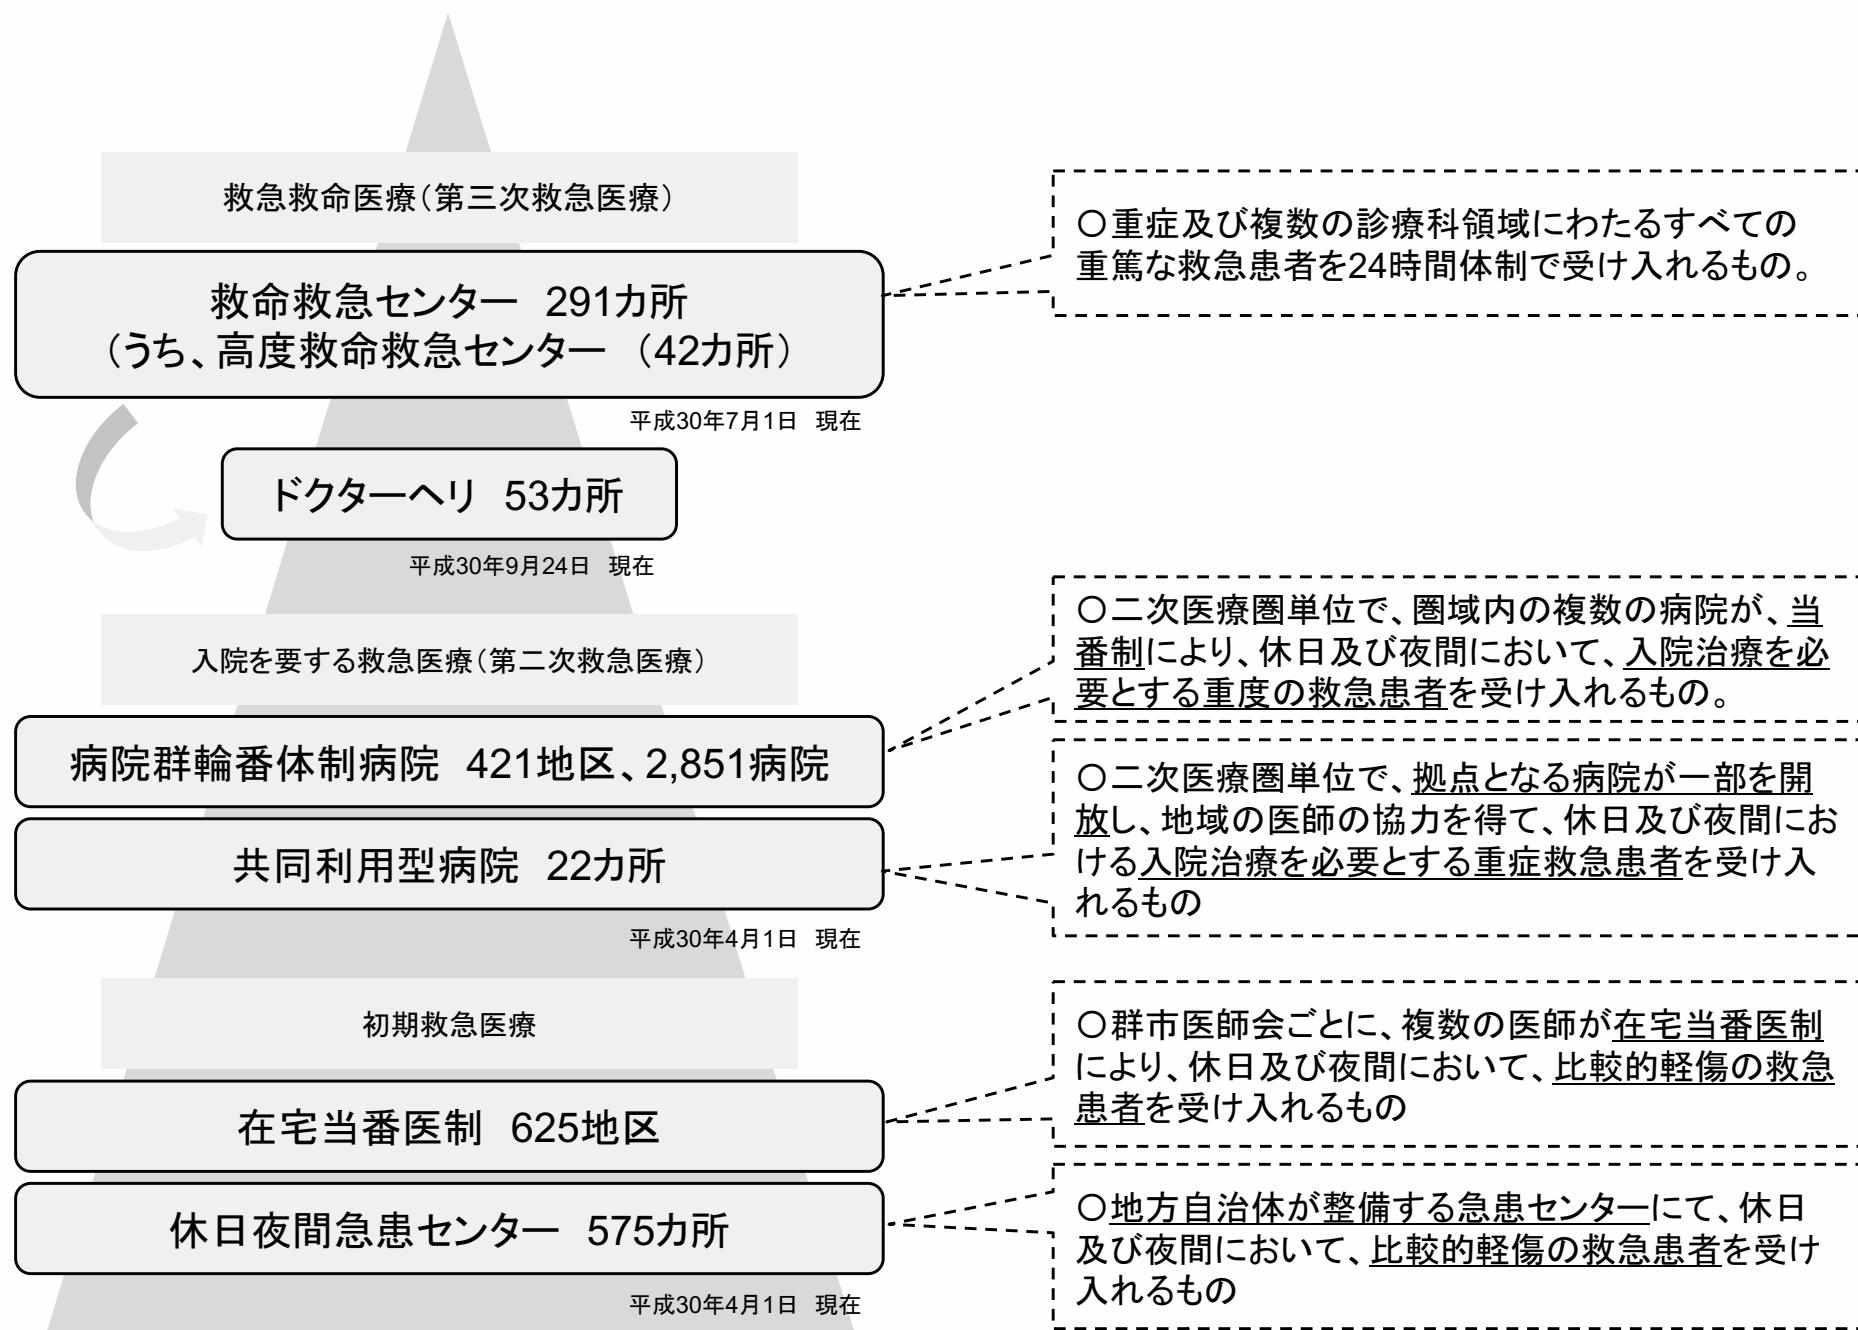 救急救命医療（第三次救急医療）
救命救急センター　291カ所
（うち、高度救命救急センター　（42カ所）
平成30年7月1日　現在
〇重症及び複数の診療科領域にわたるすべての
重篤な救急患者を24時間体制で受け入れるもの。
ドクターヘリ　53カ所
平成30年9月24日　現在
入院を要する救急医療（第二次救急医療）
病院群輪番体制病院　421地区、2,851病院
〇二次医療圏単位で、圏域内の複数の病院が、当
番制により、休日及び夜間において、入院治療を必
要とする重度の救急患者を受け入れるもの。
共同利用型病院　22カ所
平成30年4月1日　現在
〇二次医療圏単位で、拠点となる病院が一部を開
放し、地域の医師の協力を得て、休日及び夜間にお
ける入院治療を必要とする重症救急患者を受け入
れるもの
初期救急医療
在宅当番医制　625地区
〇群市医師会ごとに、複数の医師が在宅当番医制
により、休日及び夜間において、比較的軽傷の救急
患者を受け入れるもの
休日夜間急患センター　575カ所
平成30年4月1日　現在
〇地方自治体が整備する急患センターにて、休日
及び夜間において、比較的軽傷の救急患者を受け
入れるもの